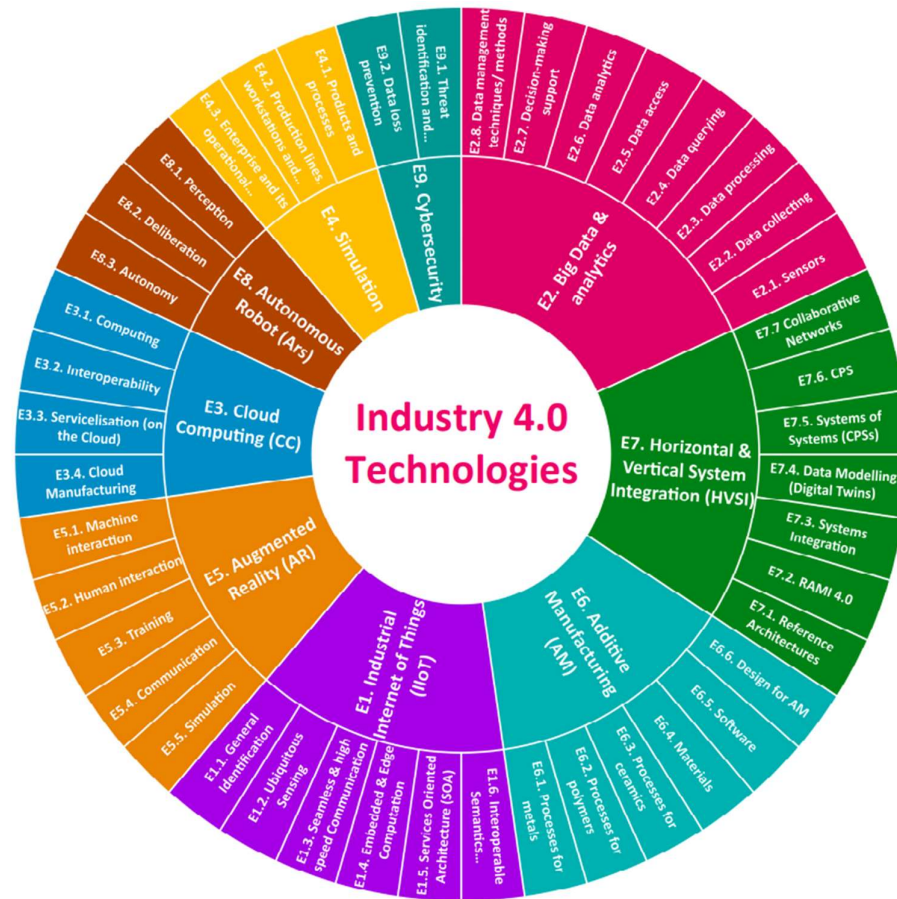 Industry 4.0
Technologies
E2. Big Data &
analytics
E2.8. Data management
techniques/ methods
E2.7. Decision-making
support
E2.6. Data analytics
E2.5. Data access
E2.4. Data querying
E2.3. Data processing
E2.2. Data collecting
E2.1. Sensors
E7. Horizontal &
Vertical System
Integration (HVSI)
E7.7 Collaborative
Networks
E7.6. CPS
E7.5. Systems of
Systems (CPSs)
E7.4. Data Modelling
(Digital Twins)
E7.3. Systems
Integration
E7.2. RAMI 4.0
E7.1. Reference
Architectures
E6. Additive
Manufacturing
(AM)
E6.6. Design for AM
E6.5. Software
E6.4. Materials
E6.3. Processes for
ceramics
E6.2. Processes for
polymers
E6.1. Processes for
metals
E1. Industrial
Internet of Things
(IIoT)
E1.6. Interoperable
Semantics...
E1.5. Services Oriented
Architecture (SOA)
E1.4. Embedded & Edge
Computation
E1.3. Seamless & high
speed Communication
E1.2. Ubiquitous
Sensing
E1.1. General
Identification
E5. Augmented
Reality (AR)
E5.5. Simulation
E5.4. Communication
E5.3. Training
E5.2. Human interaction
E5.1. Machine
interaction
E3. Cloud
Computing (CC)
E3.4. Cloud
Manufacturing
E3.3. Servicelisation (on
the Cloud)
E3.2. Interoperability
E3.1. Computing
E8. Autonomous
Robot (Ars)
E8.3. Autonomy
E8.2. Deliberation
E8.1. Perception
E4. Simulation
E4.3. Enterprise and its
operational...
E4.2. Production lines,
workstations and...
E4.1. Products and
processes
E9. Cybersecurity
E9.2. Data loss
prevention
E9.1. Threat
identification and...